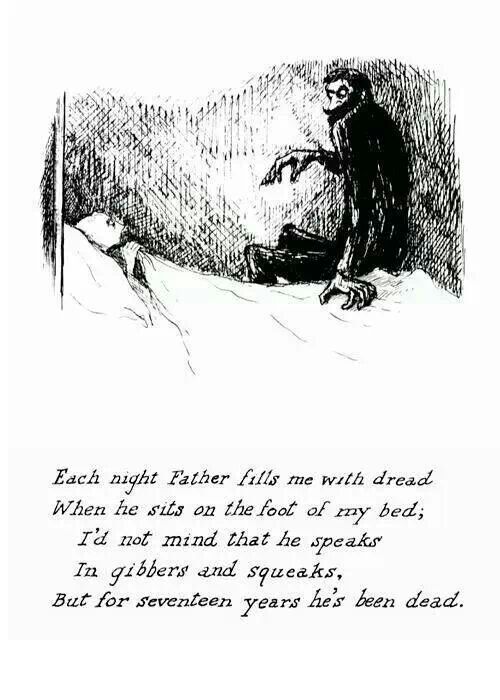 Each night Father fills me with dread
When he sits on the foot of my bed;
I'd not mind that he speaks
In gibbers and squeaks,
But for seventeen years he's been dead.